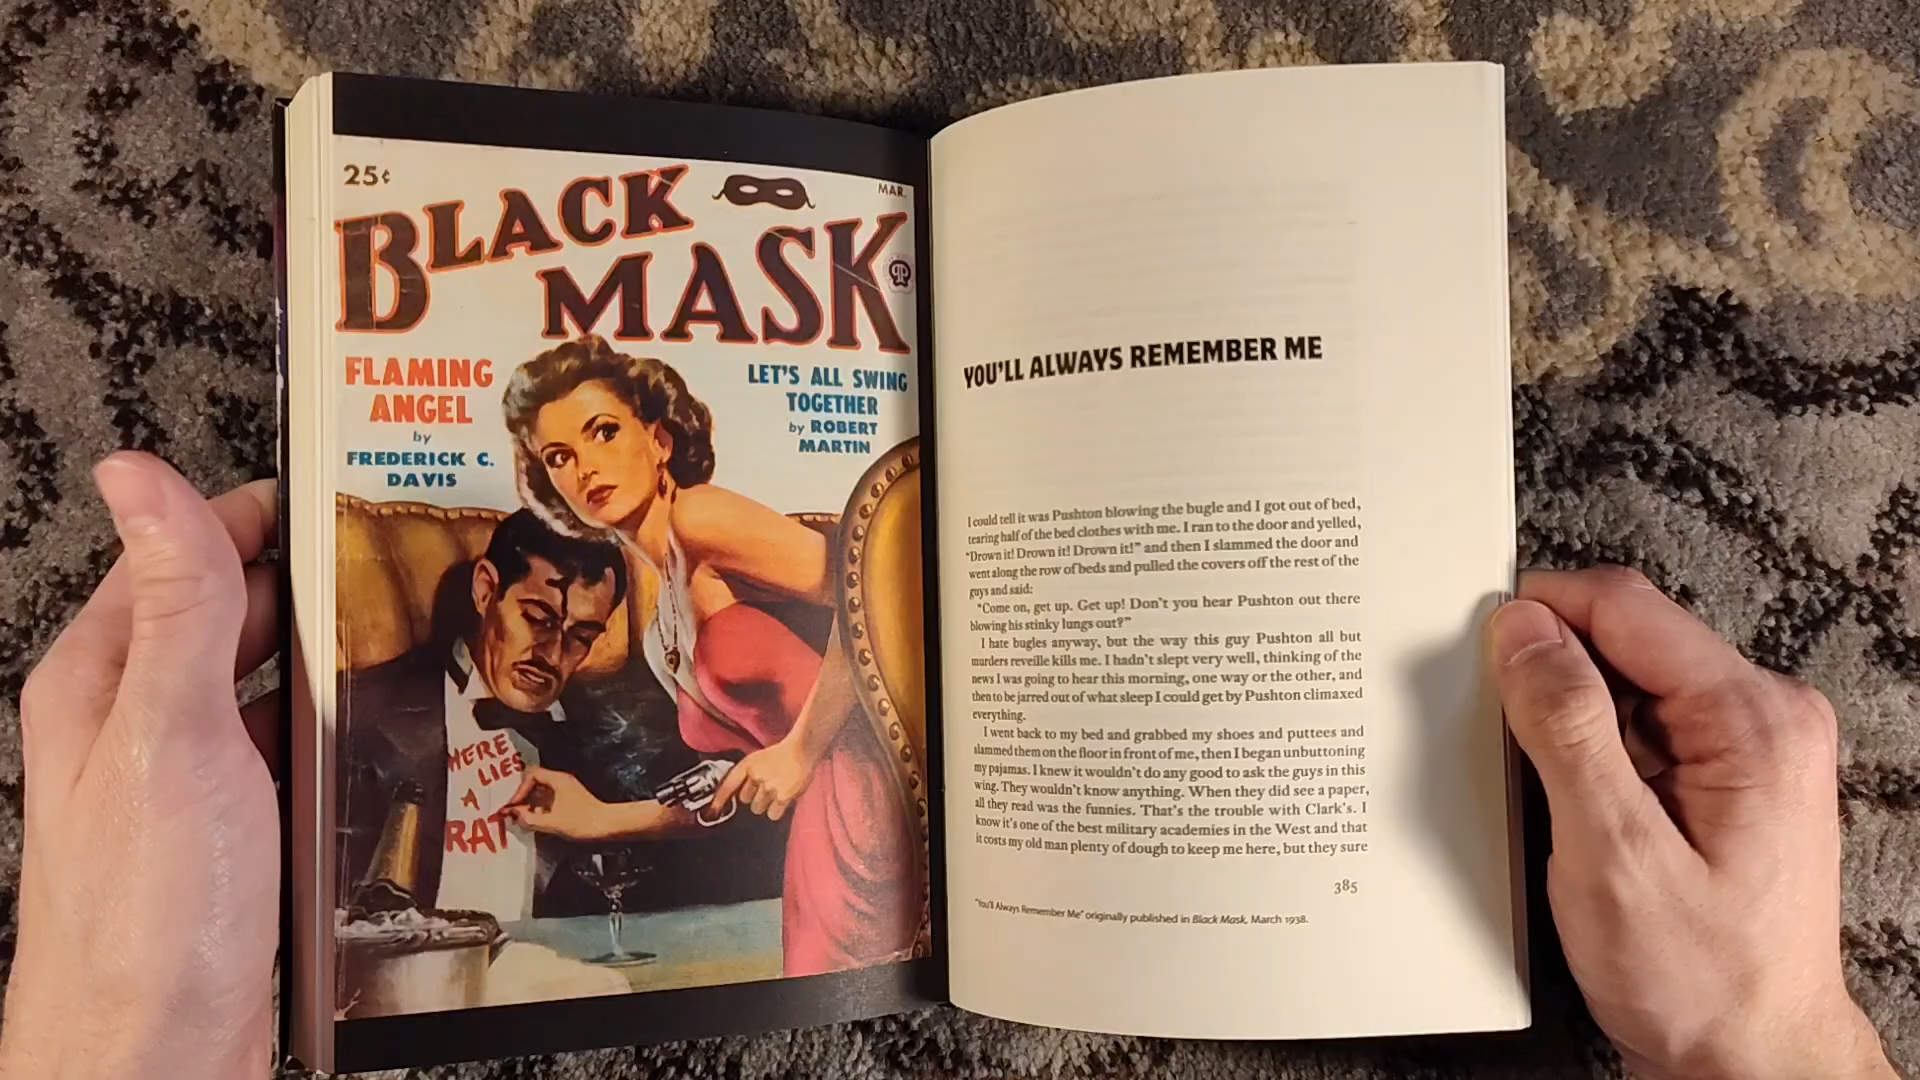 25¢
MAR.
BLACK
MASK
FLAMING
ANGEL
by
FREDERICK C.
DAVIS
LET'S ALL SWING
TOGETHER
by ROBERT
MARTIN
HERE
LIES
A
RAT
YOU'LL ALWAYS REMEMBER ME
I could tell it was Pushton blowing the bugle and I got out of bed,
tearing half of the bed clothes with me. I ran to the door and yelled,
“Drown it! Drown it! Drown it!” and then I slammed the door and
went along the row of beds and pulled the covers off the rest of the
guys and said:
“Come on, get up. Get up! Don't you hear Pushton out there
blowing his stinky lungs out?”
I hate bugles anyway, but the way this guy Pushton all but
murders reveille kills me. I hadn't slept very well, thinking of the
news I was going to hear this morning, one way or the other, and
then to be jarred out of what sleep I could get by Pushton climaxed
everything.
I went back to my bed and grabbed my shoes and puttees and
slammed them on the floor in front of me, then I began unbuttoning
my pajamas. I knew it wouldn't do any good to ask the guys in this
wing. They wouldn't know anything. When they did see a paper,
all they read was the funnies. That's the trouble with Clark's. I
know it's one of the best military academies in the West and that
it costs my old man plenty of dough to keep me here, but they sure
385
“You'll Always Remember Me” originally published in Black Mask, March 1938.